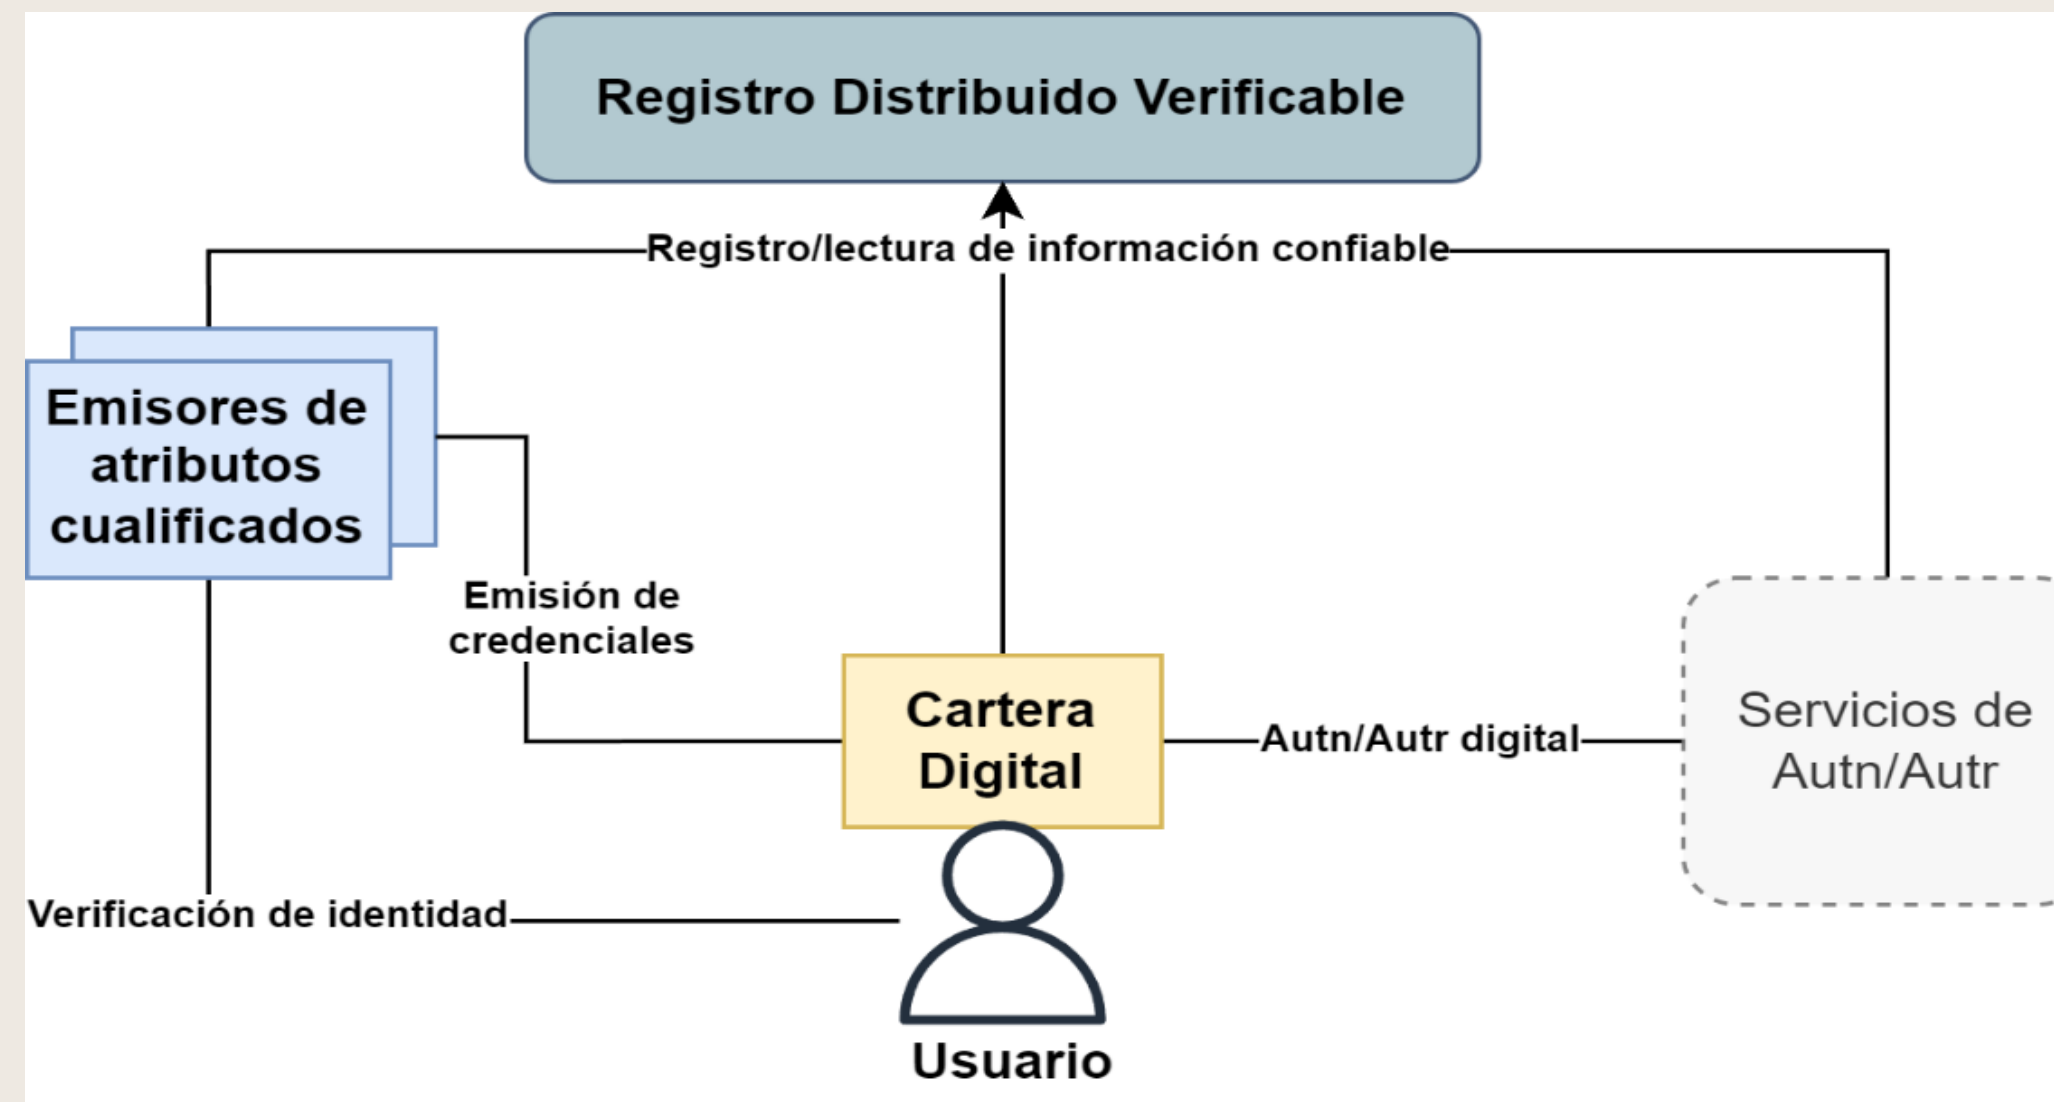 Registro Distribuido Verificable
Registro/lectura de información confiable
Emisores de
atributos
cualificados
Emisión de
credenciales
Cartera
Digital
Autn/Autr digital
Servicios de
Autn/Autr
Verificación de identidad
Usuario